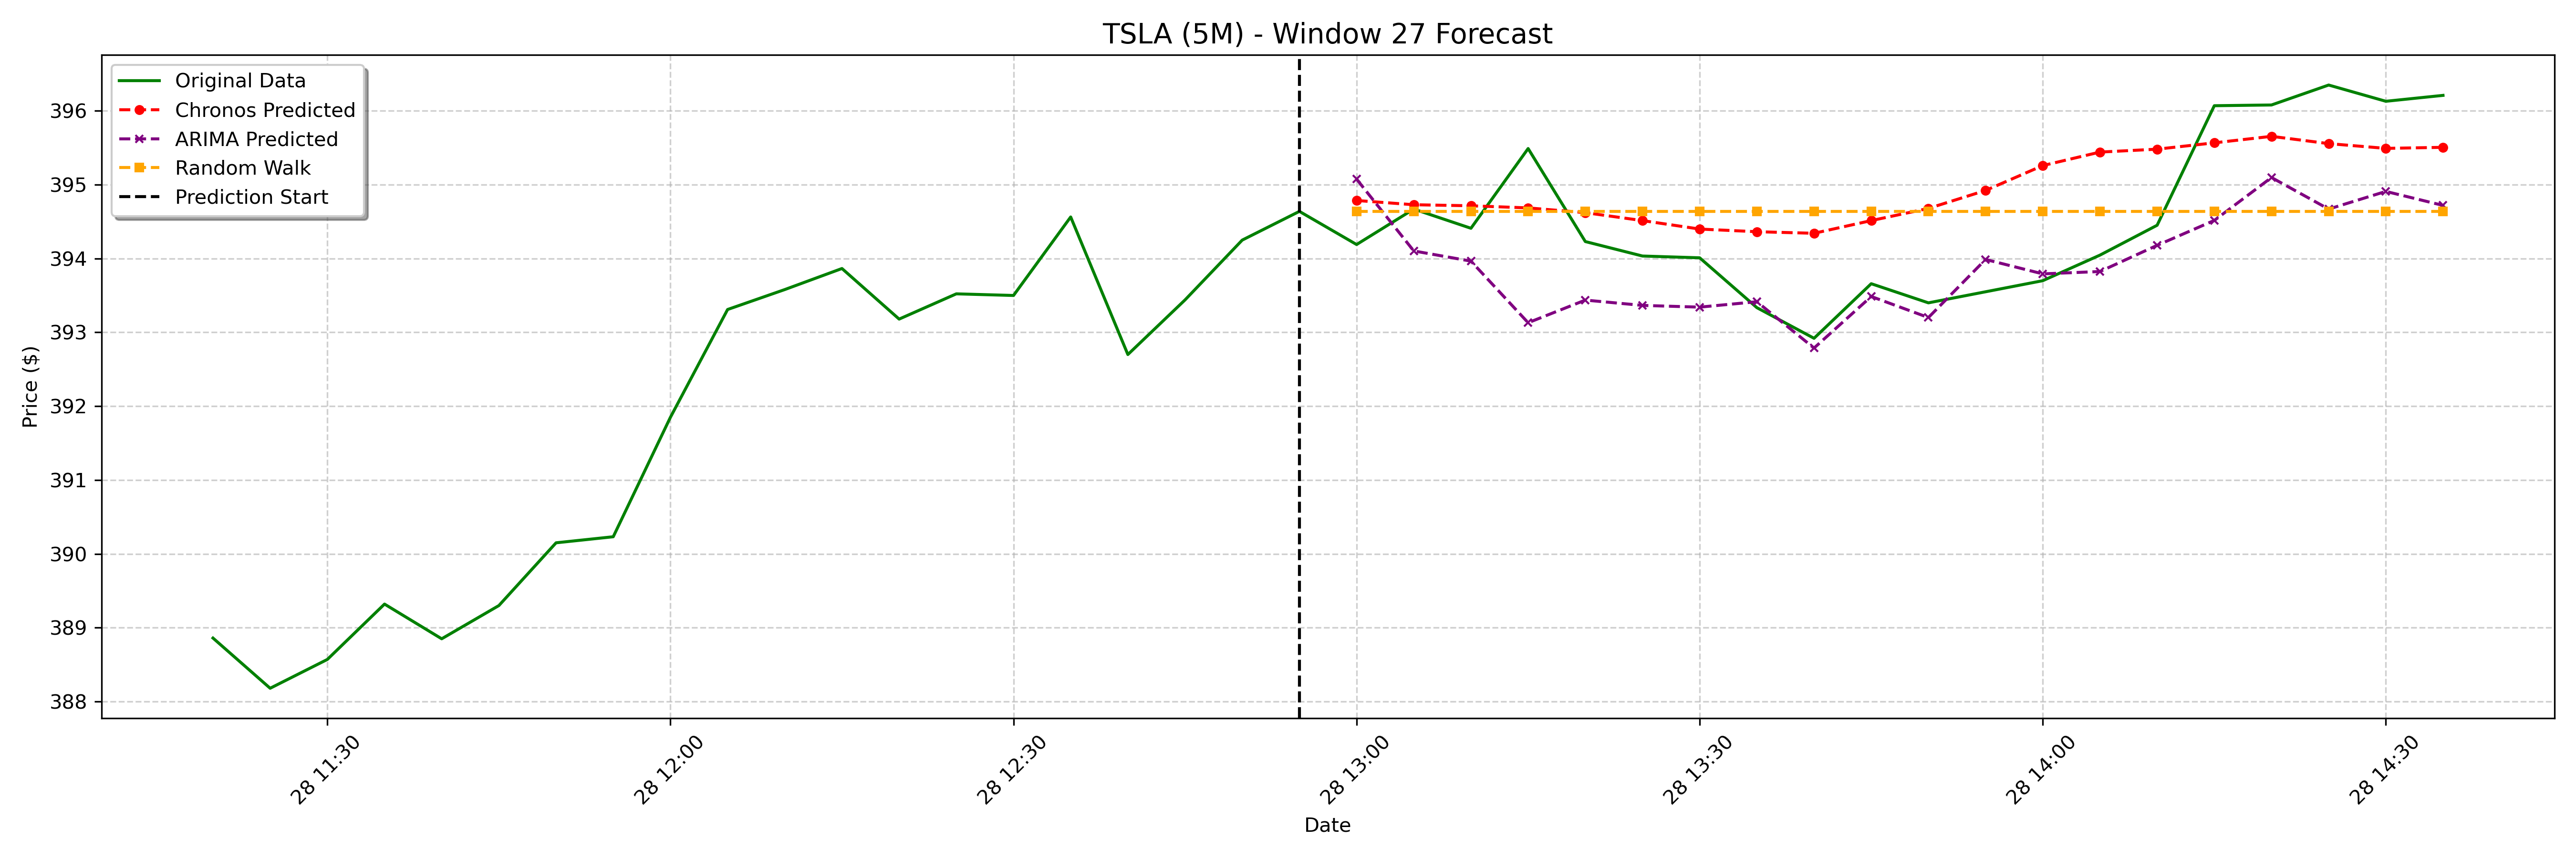 TSLA (5M) - Window 27 Forecast
Original Data
Chronos Predicted
ARIMA Predicted
Random Walk
Prediction Start
Price ($)
396
395
394
393
392
391
390
389
388
28 11:30
28 12:00
28 12:30
28 13:00
28 13:30
28 14:00
28 14:30
Date